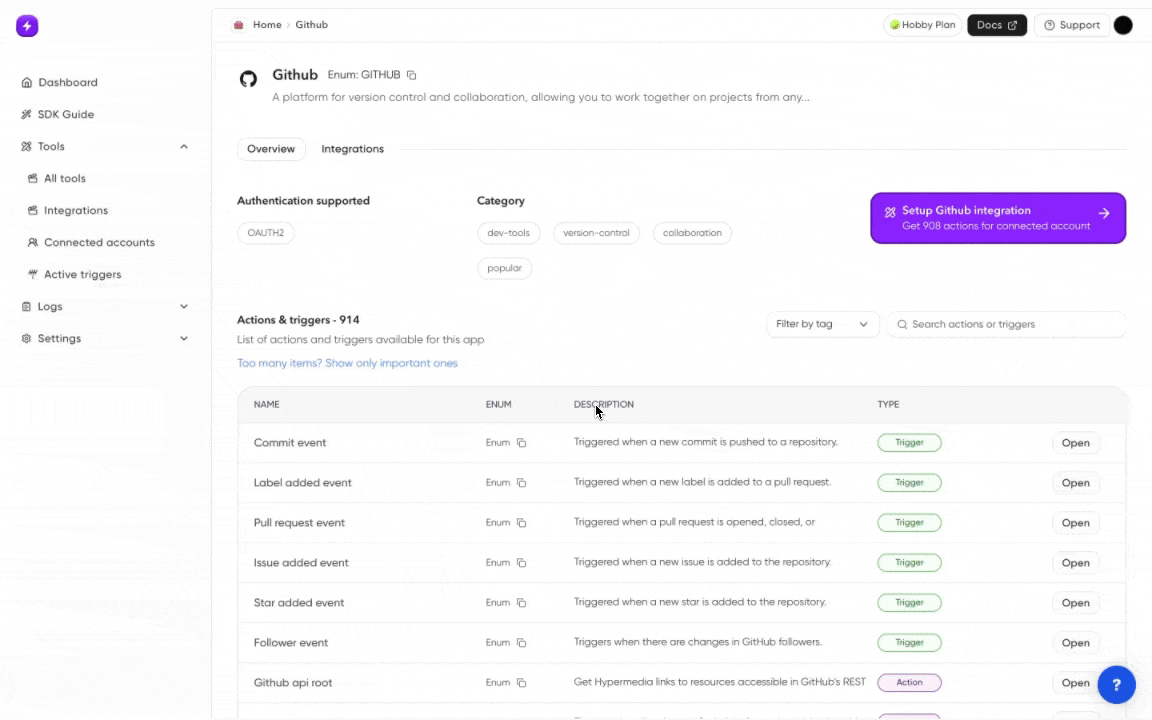 Home › Github
Hobby Plan
Docs
Support
Dashboard
SDK Guide
Tools
All tools
Integrations
Connected accounts
Active triggers
Logs
Settings
Github Enum: GITHUB
A platform for version control and collaboration, allowing you to work together on projects from any...
Overview Integrations
Authentication supported
OAUTH2
Category
dev-tools version-control collaboration
popular
Setup Github integration
Get 908 actions for connected account
Actions & triggers - 914
List of actions and triggers available for this app
Too many items? Show only important ones
Filter by tag
Search actions or triggers
NAME ENUM DESCRIPTION TYPE
Commit event Enum Triggered when a new commit is pushed to a repository. Trigger Open
Label added event Enum Triggered when a new label is added to a pull request. Trigger Open
Pull request event Enum Triggered when a pull request is opened, closed, or Trigger Open
Issue added event Enum Triggered when a new issue is added to the repository. Trigger Open
Star added event Enum Triggered when a new star is added to the repository. Trigger Open
Follower event Enum Triggers when there are changes in GitHub followers. Trigger Open
Github api root Enum Get Hypermedia links to resources accessible in GitHub's REST Action Open
?